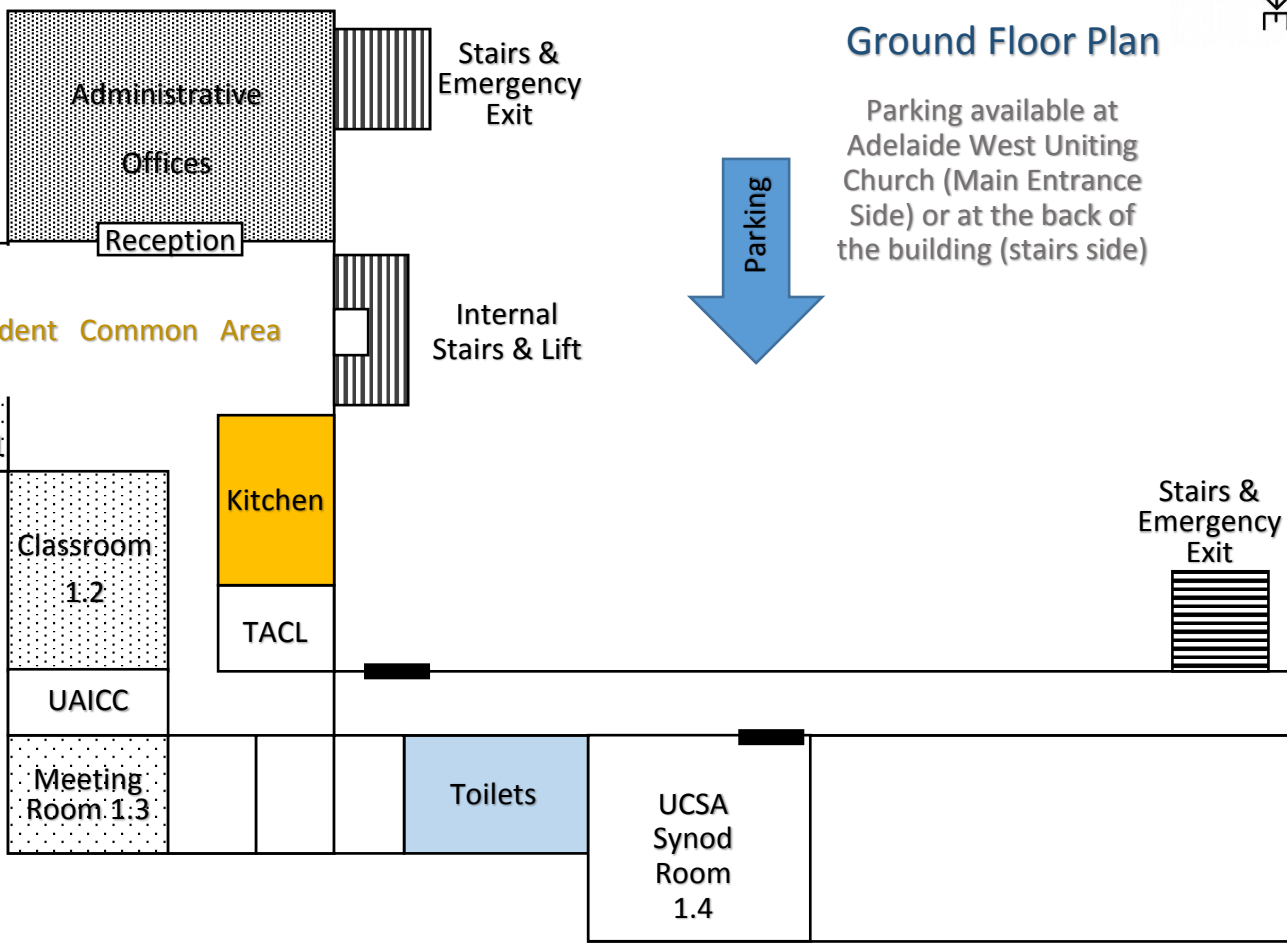 Ground Floor Plan
Parking available at
Adelaide West Uniting
Church (Main Entrance
Side) or at the back of
the building (stairs side)
Parking
Administrative
Offices
Reception
Stairs &
Emergency
Exit
Internal
Stairs & Lift
dent Common Area
Kitchen
TACL
Classroom
1.2
UAICC
Meeting
Room 1.3
Toilets
UCSA
Synod
Room
1.4
Stairs &
Emergency
Exit
E